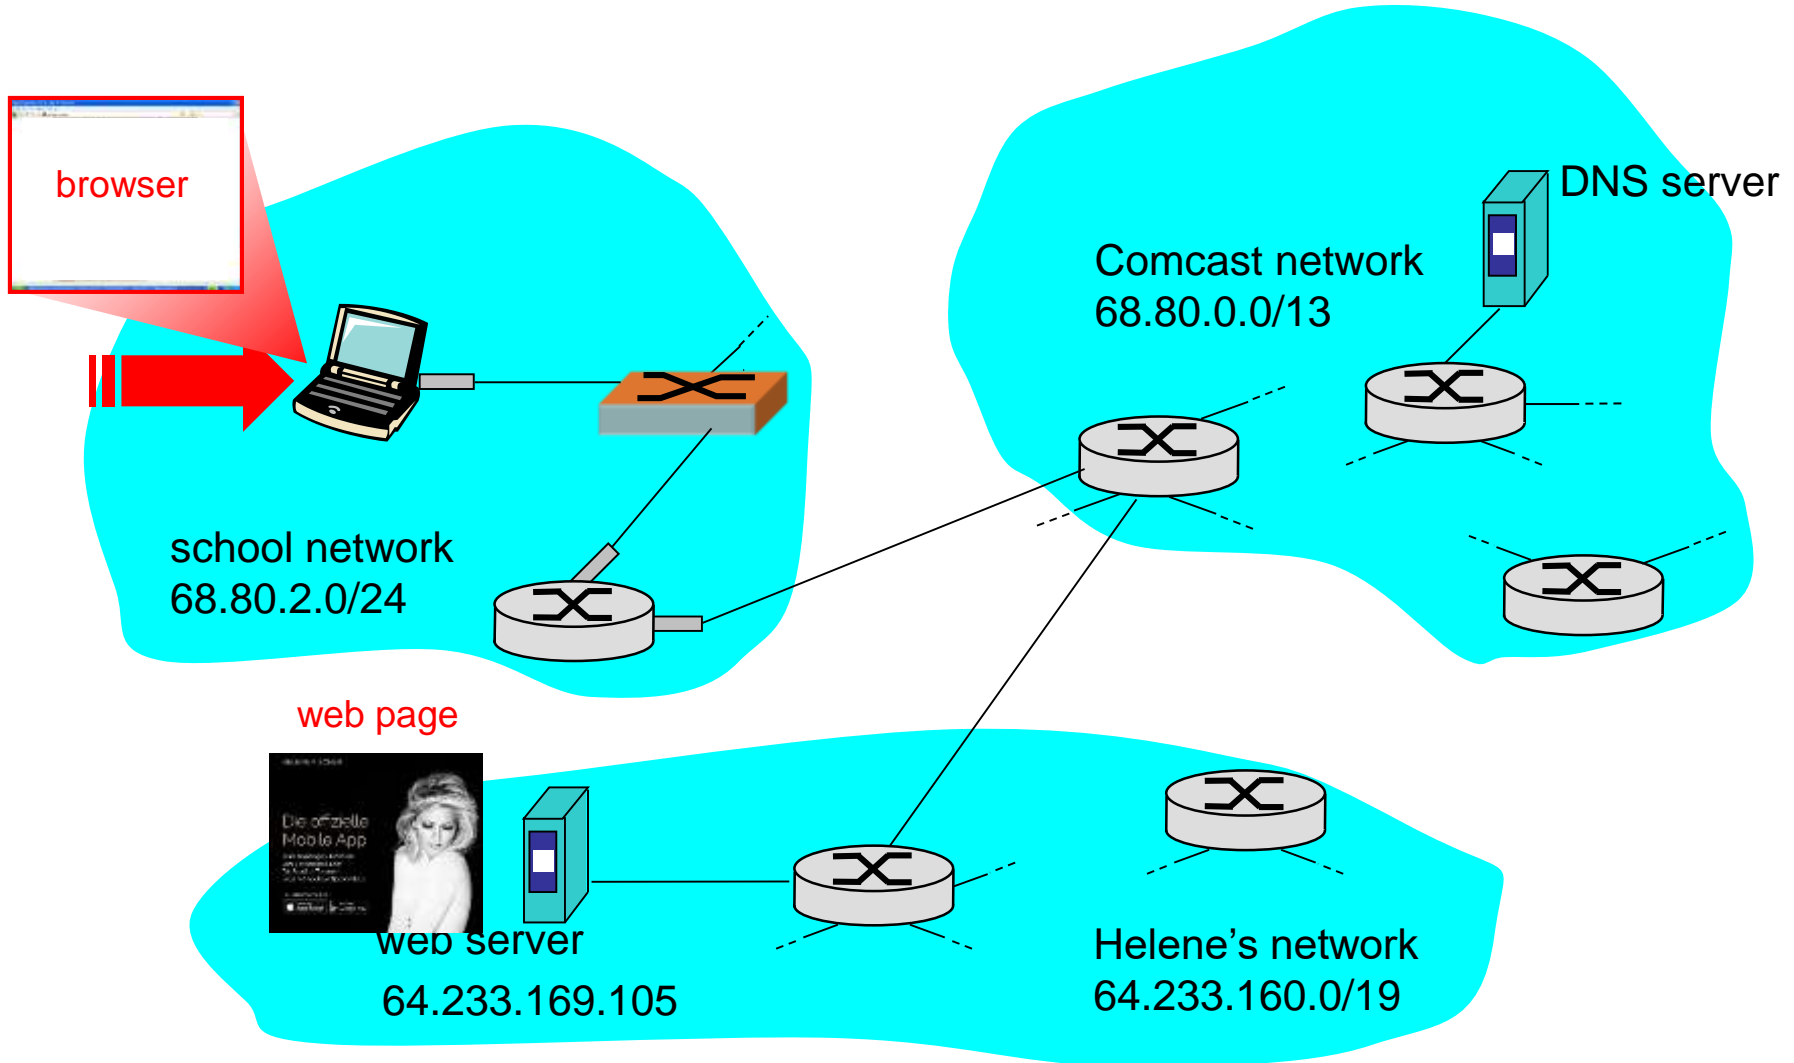 browser
DNS server
Comcast network
68.80.0.0/13
school network
68.80.2.0/24
web page
Die offizielle
Mobile App
web server
64.233.169.105
Helene’s network
64.233.160.0/19